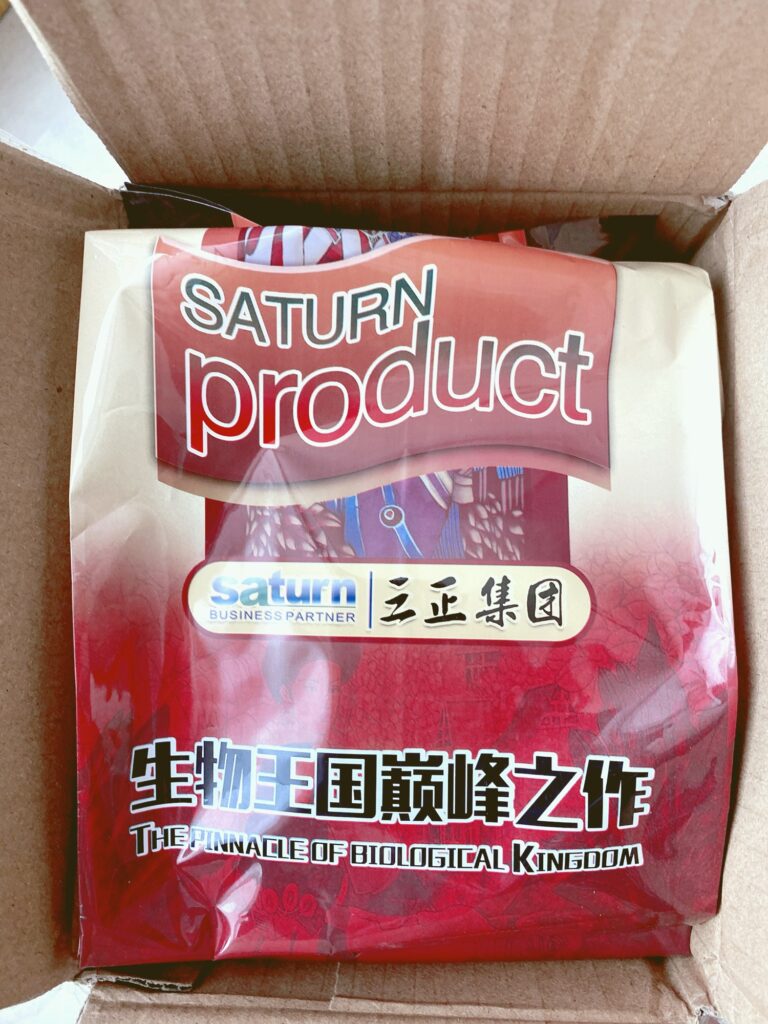 SATURN
product
saturn
BUSINESS PARTNER
三正集团
生物王国巅峰之作
THE PINNACLE OF BIOLOGICAL KINGDOM